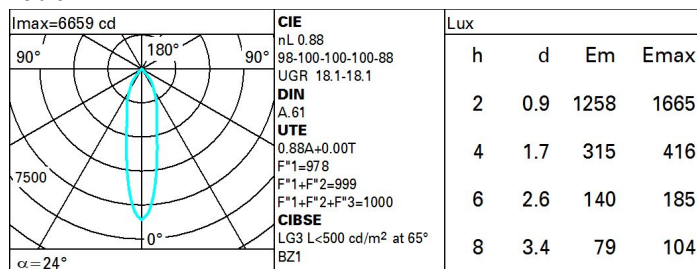 Imax=6659 cd
90°
180°
90°
7500
0°
α=24°
CIE
nL 0.88
98-100-100-100-88
UGR 18.1-18.1
DIN
A.61
UTE
0.88A+0.00T
F"1=978
F"1+F"2=999
F"1+F"2+F"3=1000
CIBSE
LG3 L<500 cd/m² at 65°
BZ1
Lux
h d Em Emax
2 0.9 1258 1665
4 1.7 315 416
6 2.6 140 185
8 3.4 79 104